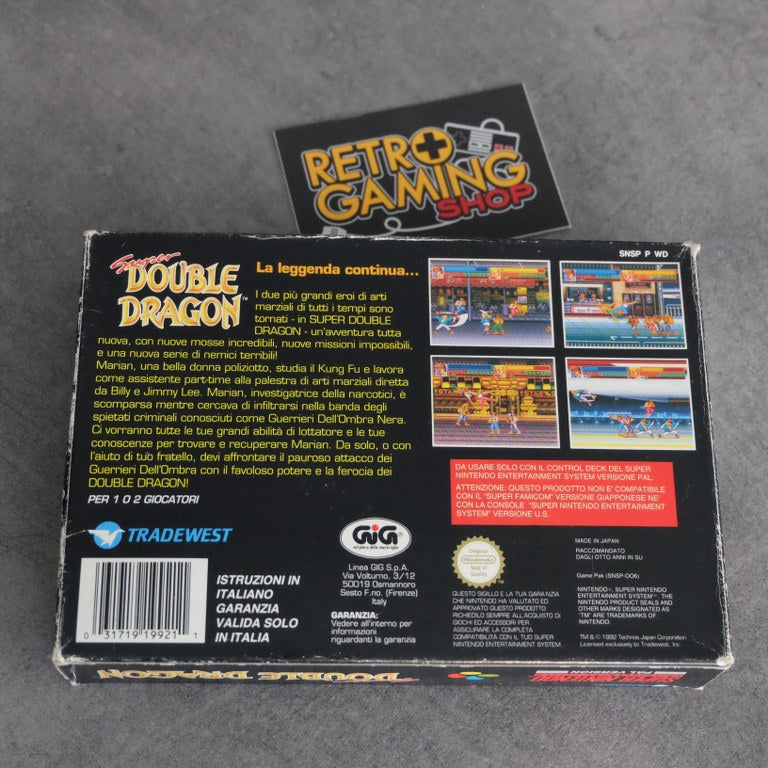 RETRO
GAMING
SHOP
SNSP P WD
Super
DOUBLE
DRAGON™
La leggenda continua...
I due più grandi eroi di arti
marziali di tutti i tempi sono
tornati - in SUPER DOUBLE
DRAGON - un'avventura tutta
nuova, con nuove mosse incredibili, nuove missioni impossibili,
e una nuova serie di nemici terribili!
Marian, una bella donna poliziotto, studia il Kung Fu e lavora
come assistente part-time alla palestra di arti marziali diretta
da Billy e Jimmy Lee. Marian, investigatrice della narcotici, è
scomparsa mentre cercava di infiltrarsi nella banda degli
spietati criminali conosciuti come Guerrieri Dell'Ombra Nera.
Ci vorranno tutte le tue grandi abilità di lottatore e le tue
conoscenze per trovare e recuperare Marian. Da solo, o con
l'aiuto di tuo fratello, devi affrontare il pauroso attacco dei
Guerrieri Dell'Ombra con il favoloso potere e la ferocia dei
DOUBLE DRAGON!
PER 1 O 2 GIOCATORI
DA USARE SOLO CON IL CONTROL DECK DEL SUPER
NINTENDO ENTERTAINMENT SYSTEM VERSIONE PAL.
ATTENZIONE: QUESTO PRODOTTO NON E' COMPATIBILE
CON IL "SUPER FAMICOM" VERSIONE GIAPPONESE NE'
CON LA CONSOLE "SUPER NINTENDO ENTERTAINMENT
SYSTEM" VERSIONE U.S.
TRADEWEST
GiG
Linea GIG S.p.A.
Via Volturno, 3/12
50019 Osmannoro
Sesto F.no. (Firenze)
Italy
GARANZIA:
Vedere all'interno per
informazioni
riguardanti la garanzia
ISTRUZIONI IN
ITALIANO
GARANZIA
VALIDA SOLO
IN ITALIA
0 31719 19921 1
Original
Nintendo
Seal of
Quality
QUESTO SIGILLO E LA TUA GARANZIA
CHE NINTENDO HA VALUTATO ED
APPROVATO QUESTO PRODOTTO
RICHIEDILO SEMPRE ALL'ACQUISTO DI
GIOCHI ED ACCESSORI PER
ASSICURARE LA COMPLETA
COMPATIBILITÀ CON IL TUO SUPER
NINTENDO ENTERTAINMENT SYSTEM
MADE IN JAPAN
RACCOMANDATO
DAGLI OTTO ANNI IN SU
Game Pak (SNSP-006)
NINTENDO®, SUPER NINTENDO
ENTERTAINMENT SYSTEM™, THE
NINTENDO PRODUCT SEALS AND
OTHER MARKS DESIGNATED AS
"TM" ARE TRADEMARKS OF
NINTENDO.
TM & © 1992 Technos Japan Corporation
Licensed exclusively to Tradewest, Inc.
Super DOUBLE DRAGON
SUPER NINTENDO